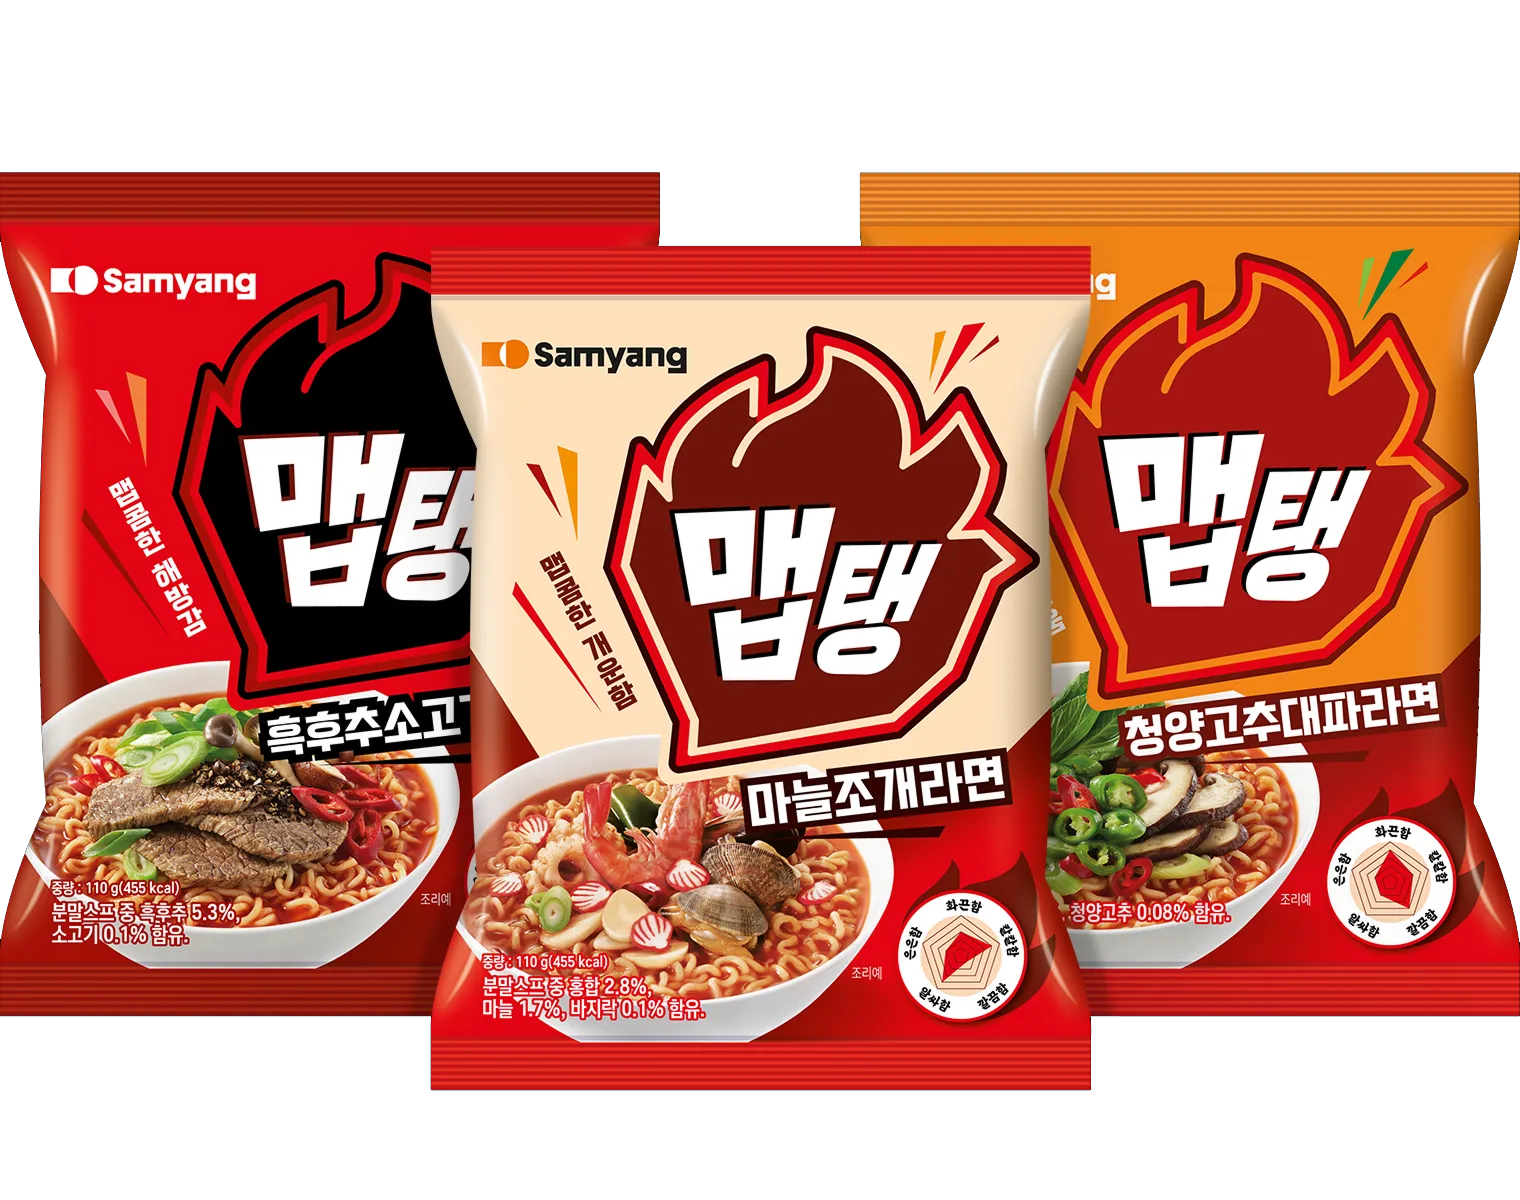 Samyang
맵탱
맵콤한 해방감
흑후추소고
중량 : 110 g(455 kcal)
분말스프 중 흑후추 5.3%,
소고기 0.1% 함유.
조리예
Samyang
맵탱
맵콤한 개운함
마늘조개라면
중량 : 110 g(455 kcal)
분말스프 중 홍합 2.8%,
마늘 1.7%, 바지락 0.1% 함유.
조리예
화끈함
칼칼함
깔끔함
알싸함
은은함
맵탱
청양고추대파라면
, 청양고추 0.08% 함유.
조리예
화끈함
칼칼함
깔끔함
알싸함
은은함